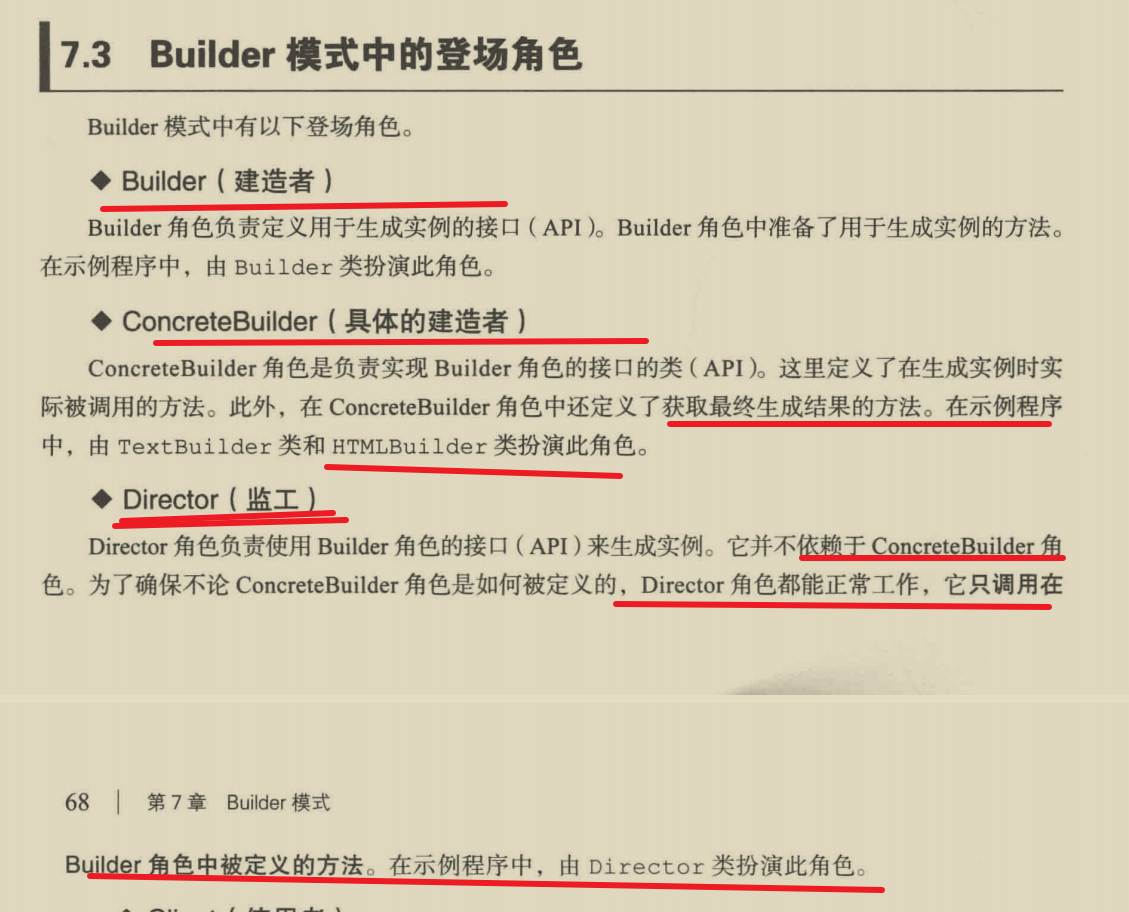 7.3 Builder 模式中的登场角色
Builder 模式中有以下登场角色。
◆ Builder（建造者）
Builder 角色负责定义用于生成实例的接口（API）。Builder 角色中准备了用于生成实例的方法。
在示例程序中，由 Builder 类扮演此角色。
◆ ConcreteBuilder（具体的建造者）
ConcreteBuilder 角色是负责实现 Builder 角色的接口的类（API）。这里定义了在生成实例时实
际被调用的方法。此外，在 ConcreteBuilder 角色中还定义了获取最终生成结果的方法。在示例程序
中，由 TextBuilder 类和 HTMLBuilder 类扮演此角色。
◆ Director（监工）
Director 角色负责使用 Builder 角色的接口（API）来生成实例。它并不依赖于 ConcreteBuilder 角
色。为了确保不论 ConcreteBuilder 角色是如何被定义的，Director 角色都能正常工作，它只调用在
68 | 第 7 章 Builder 模式
Builder 角色中被定义的方法。在示例程序中，由 Director 类扮演此角色。